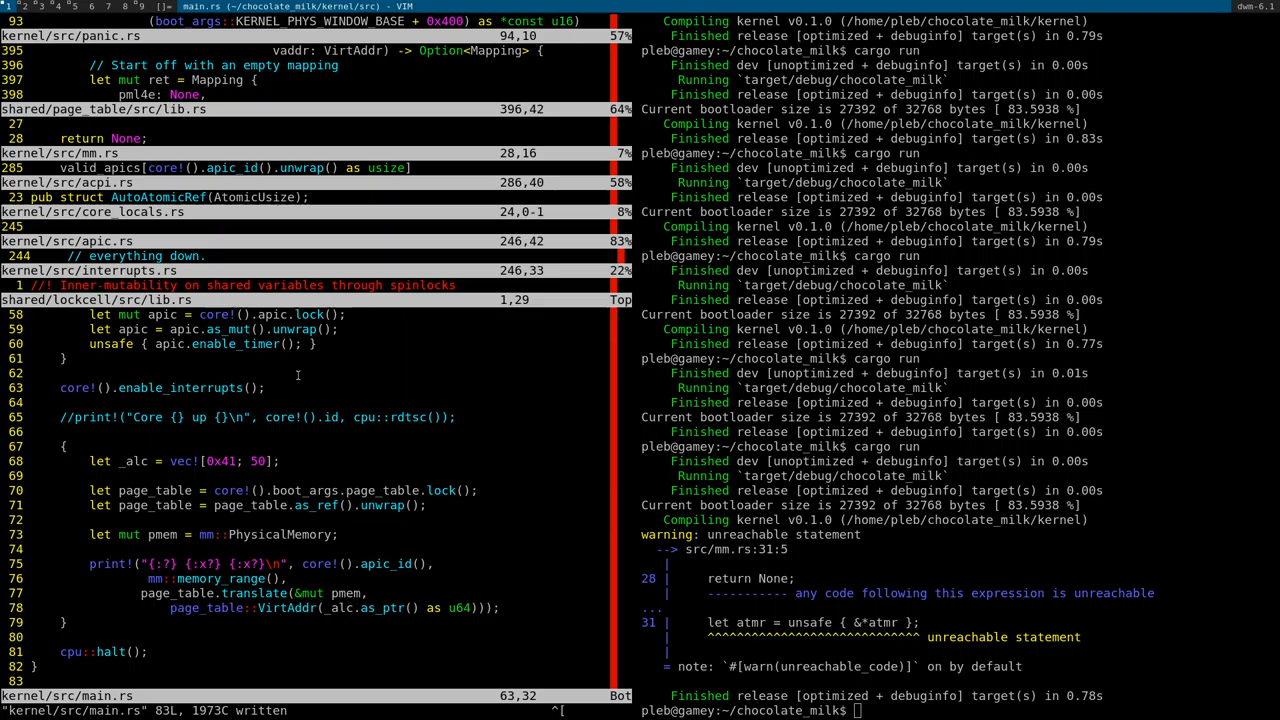 1 2 3 4 5 6 7 8 9 []= main.rs (~/chocolate_milk/kernel/src) - VIM dwm-6.1
93 (boot_args::KERNEL_PHYS_WINDOW_BASE + 0x400) as *const u16)
kernel/src/panic.rs 94,10 57%
395 vaddr: VirtAddr) -> Option<Mapping> {
396 // Start off with an empty mapping
397 let mut ret = Mapping {
398 pml4e: None,
shared/page_table/src/lib.rs 396,42 64%
27
28 return None;
kernel/src/mm.rs 28,16 7%
285 valid_apics[core!().apic_id().unwrap() as usize]
kernel/src/acpi.rs 286,40 58%
23 pub struct AutoAtomicRef(AtomicUsize);
kernel/src/core_locals.rs 24,0-1 8%
245
kernel/src/apic.rs 246,42 83%
244 // everything down.
kernel/src/interrupts.rs 246,33 22%
1 //! Inner-mutability on shared variables through spinlocks
shared/lockcell/src/lib.rs 1,29 Top
58 let mut apic = core!().apic.lock();
59 let apic = apic.as_mut().unwrap();
60 unsafe { apic.enable_timer(); }
61 }
62
63 core!().enable_interrupts();
64
65 //print!("Core {} up {}\n", core!().id, cpu::rdtsc());
66
67 {
68 let _alc = vec![0x41; 50];
69
70 let page_table = core!().boot_args.page_table.lock();
71 let page_table = page_table.as_ref().unwrap();
72
73 let mut pmem = mm::PhysicalMemory;
74
75 print!("{:?} {:x?} {:x?}\n", core!().apic_id(),
76 mm::memory_range(),
77 page_table.translate(&mut pmem,
78 page_table::VirtAddr(_alc.as_ptr() as u64)));
79 }
80
81 cpu::halt();
82 }
83
kernel/src/main.rs 63,32 Bot
"kernel/src/main.rs" 83L, 1973C written ^[
Compiling kernel v0.1.0 (/home/pleb/chocolate_milk/kernel)
Finished release [optimized + debuginfo] target(s) in 0.79s
pleb@gamey:~/chocolate_milk$ cargo run
Finished dev [unoptimized + debuginfo] target(s) in 0.00s
Running `target/debug/chocolate_milk`
Finished release [optimized + debuginfo] target(s) in 0.00s
Current bootloader size is 27392 of 32768 bytes [ 83.5938 %]
Compiling kernel v0.1.0 (/home/pleb/chocolate_milk/kernel)
Finished release [optimized + debuginfo] target(s) in 0.83s
pleb@gamey:~/chocolate_milk$ cargo run
Finished dev [unoptimized + debuginfo] target(s) in 0.00s
Running `target/debug/chocolate_milk`
Finished release [optimized + debuginfo] target(s) in 0.00s
Current bootloader size is 27392 of 32768 bytes [ 83.5938 %]
Compiling kernel v0.1.0 (/home/pleb/chocolate_milk/kernel)
Finished release [optimized + debuginfo] target(s) in 0.79s
pleb@gamey:~/chocolate_milk$ cargo run
Finished dev [unoptimized + debuginfo] target(s) in 0.00s
Running `target/debug/chocolate_milk`
Finished release [optimized + debuginfo] target(s) in 0.00s
Current bootloader size is 27392 of 32768 bytes [ 83.5938 %]
Compiling kernel v0.1.0 (/home/pleb/chocolate_milk/kernel)
Finished release [optimized + debuginfo] target(s) in 0.77s
pleb@gamey:~/chocolate_milk$ cargo run
Finished dev [unoptimized + debuginfo] target(s) in 0.01s
Running `target/debug/chocolate_milk`
Finished release [optimized + debuginfo] target(s) in 0.00s
Current bootloader size is 27392 of 32768 bytes [ 83.5938 %]
Finished release [optimized + debuginfo] target(s) in 0.00s
pleb@gamey:~/chocolate_milk$ cargo run
Finished dev [unoptimized + debuginfo] target(s) in 0.00s
Running `target/debug/chocolate_milk`
Finished release [optimized + debuginfo] target(s) in 0.00s
Current bootloader size is 27392 of 32768 bytes [ 83.5938 %]
Compiling kernel v0.1.0 (/home/pleb/chocolate_milk/kernel)
warning: unreachable statement
--> src/mm.rs:31:5
|
28 | return None;
| ----------- any code following this expression is unreachable
...
31 | let atmr = unsafe { &*atmr };
| ^^^^^^^^^^^^^^^^^^^^^^^^^^^^ unreachable statement
|
= note: `#[warn(unreachable_code)]` on by default
Finished release [optimized + debuginfo] target(s) in 0.78s
pleb@gamey:~/chocolate_milk$